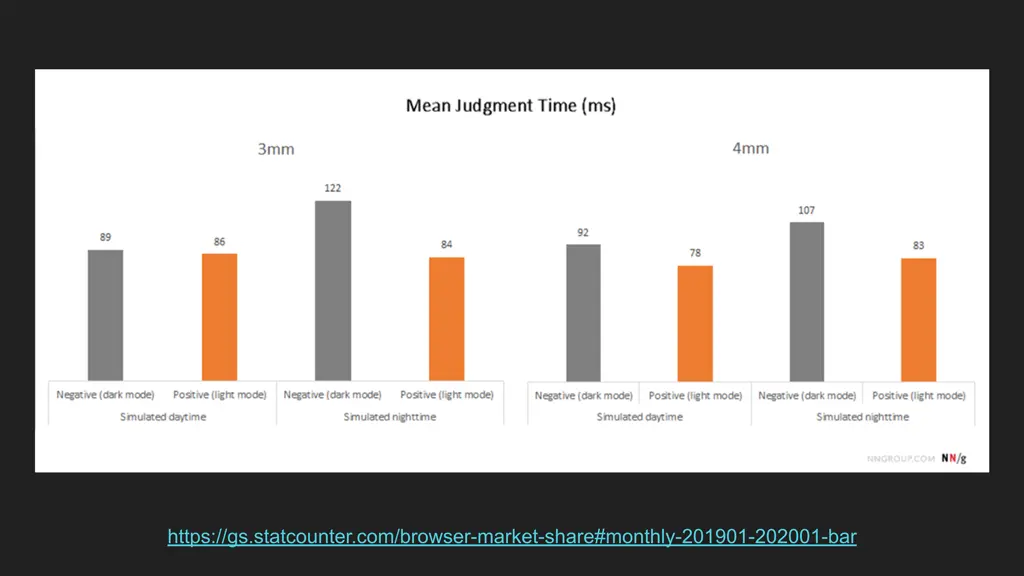 Mean Judgment Time (ms)
3mm
4mm
89
86
122
84
92
78
107
83
Negative (dark mode) Positive (light mode) Negative (dark mode) Positive (light mode)
Simulated daytime Simulated nighttime
Negative (dark mode) Positive (light mode) Negative (dark mode) Positive (light mode)
Simulated daytime Simulated nighttime
NNGROUP.COM NN/g
https://gs.statcounter.com/browser-market-share#monthly-201901-202001-bar